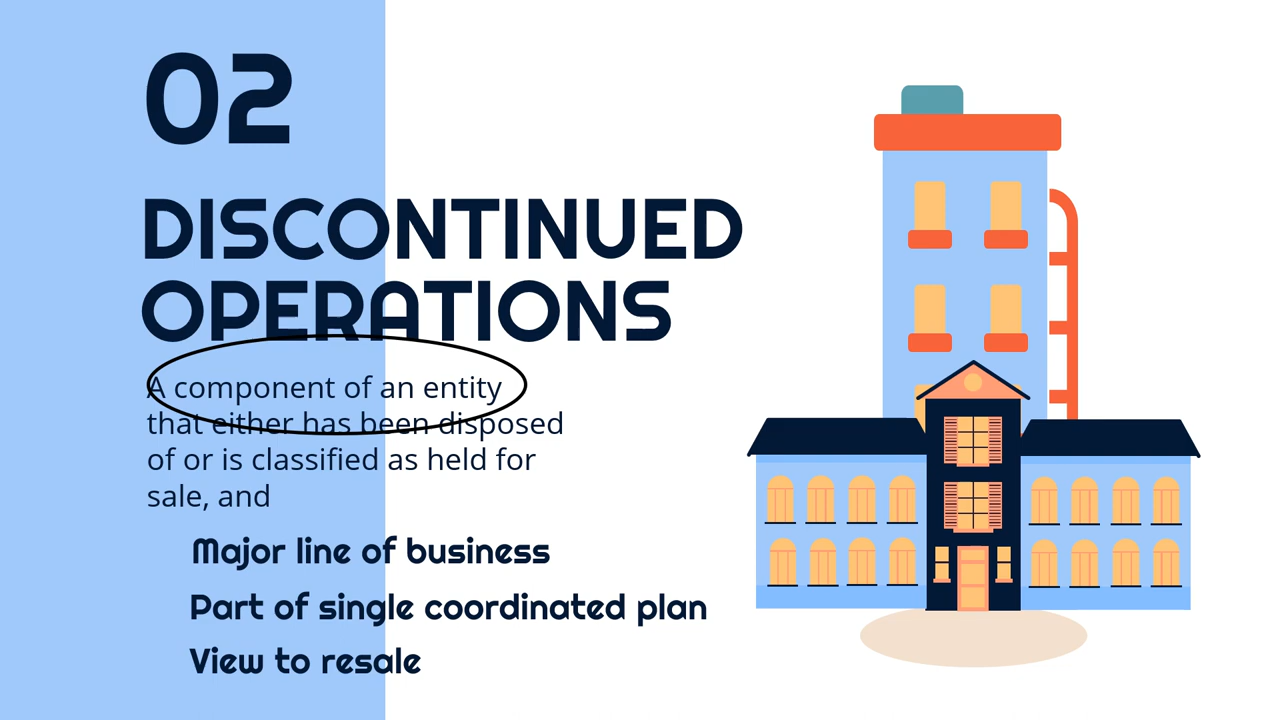 02
DISCONTINUED
OPERATIONS
A component of an entity
that either has been disposed
of or is classified as held for
sale, and
Major line of business
Part of single coordinated plan
View to resale